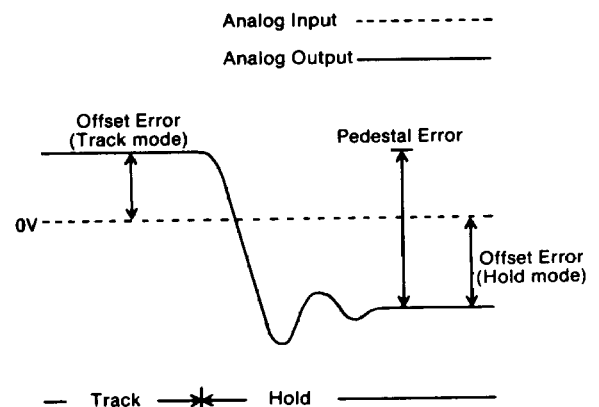 Analog Input
Analog Output
Offset Error
(Track mode)
Pedestal Error
0V
Offset Error
(Hold mode)
Track
Hold